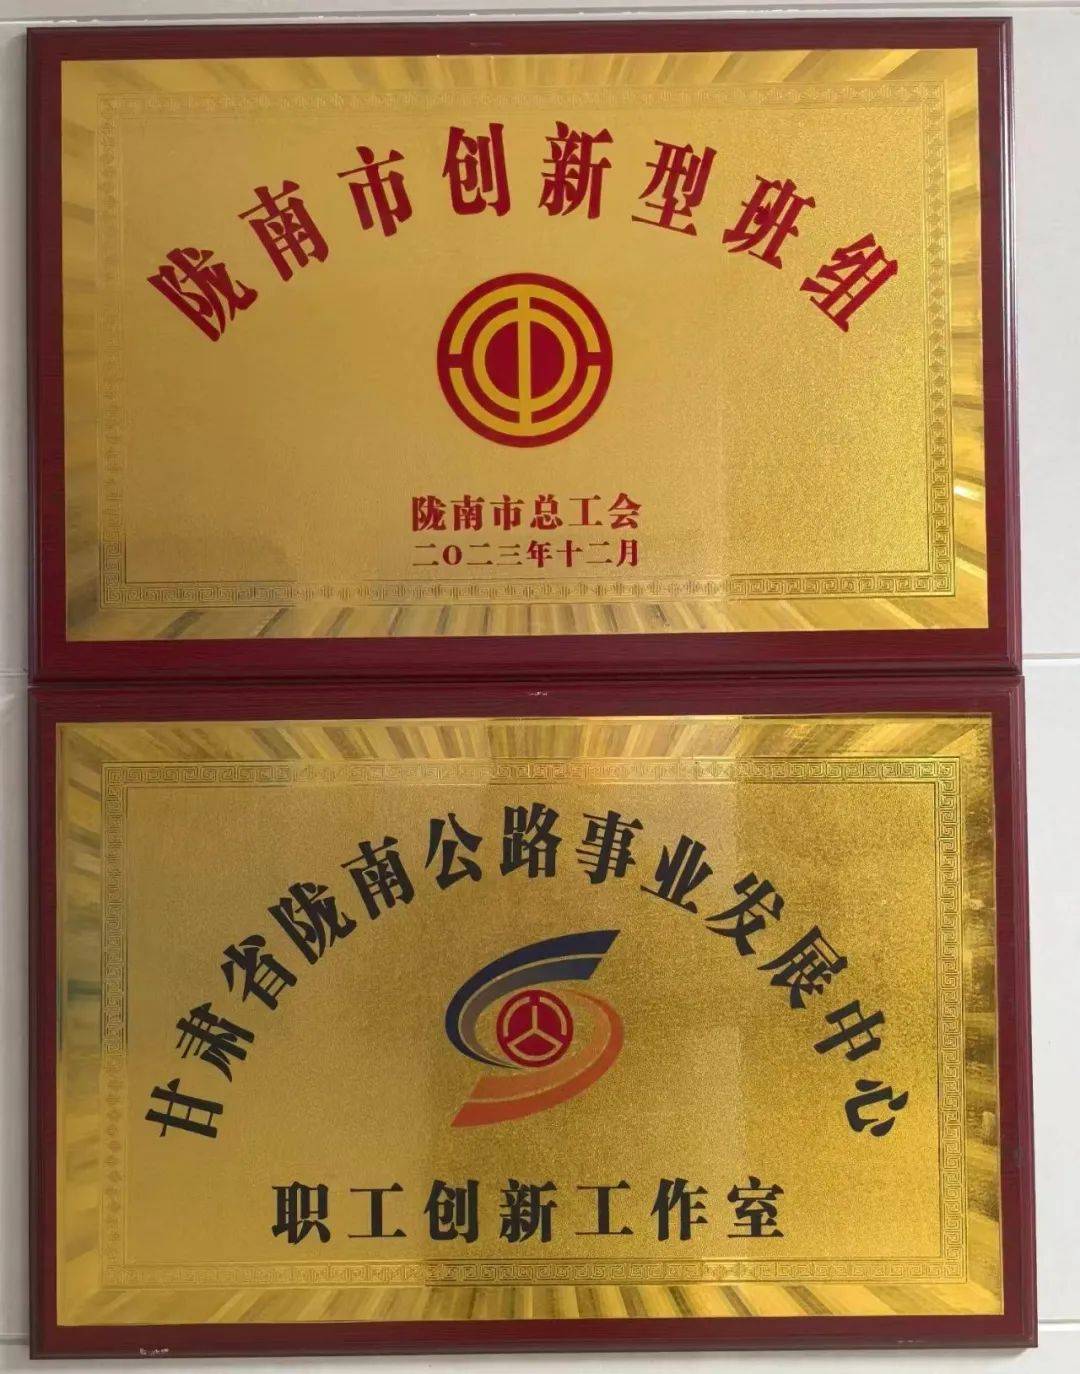 陇南市创新型班组
陇南市总工会
二〇二三年十二月
甘肃省陇南公路事业发展中心
职工创新工作室